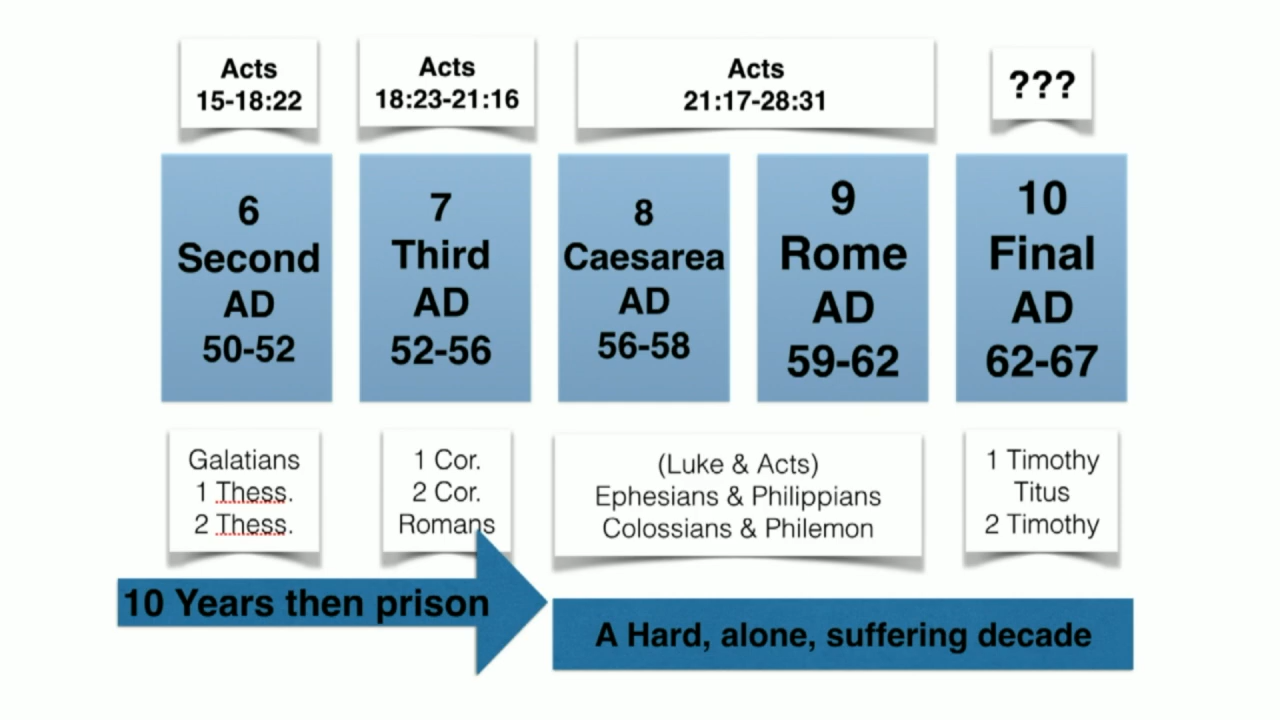 Acts
15-18:22
Acts
18:23-21:16
Acts
21:17-28:31
???
6
Second
AD
50-52
7
Third
AD
52-56
8
Caesarea
AD
56-58
9
Rome
AD
59-62
10
Final
AD
62-67
Galatians
1 Thess.
2 Thess.
1 Cor.
2 Cor.
Romans
(Luke & Acts)
Ephesians & Philippians
Colossians & Philemon
1 Timothy
Titus
2 Timothy
10 Years then prison
A Hard, alone, suffering decade